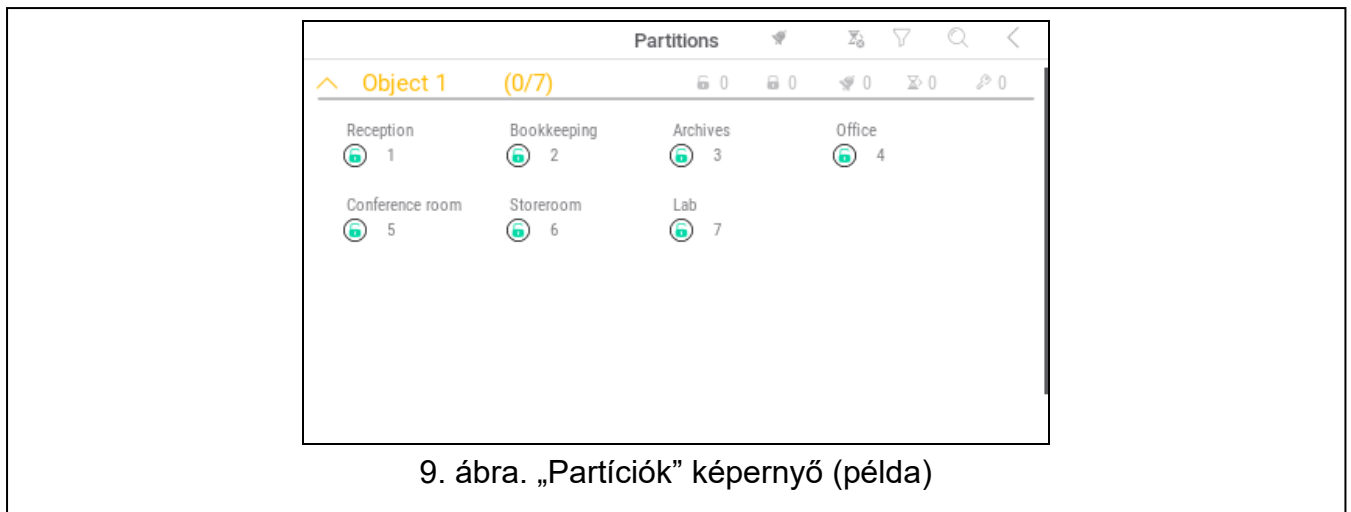 Partitions
Object 1 (0/7) 0 0 0 0 0
Reception Bookkeeping Archives Office
1 2 3 4
Conference room Storeroom Lab
5 6 7
9. ábra. „Partíciók” képernyő (példa)